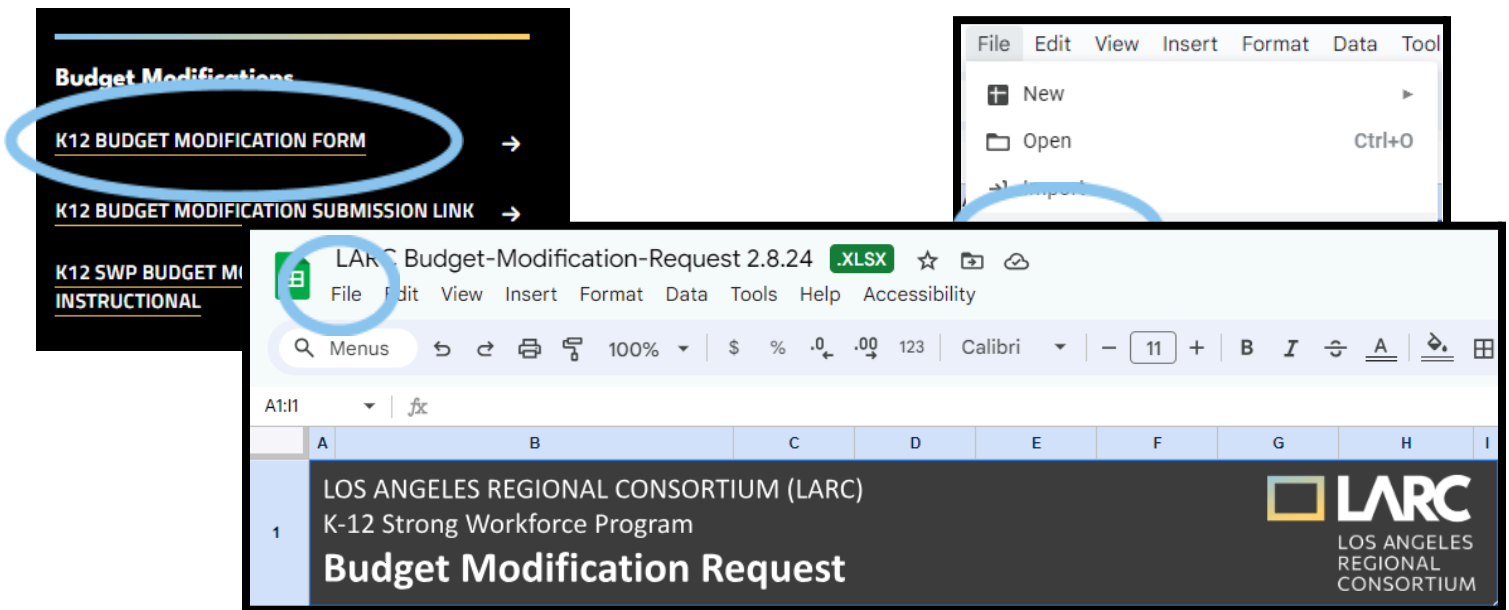 Budget Modifications
K12 BUDGET MODIFICATION FORM
K12 BUDGET MODIFICATION SUBMISSION LINK
K12 SWP BUDGET
INSTRUCTIONAL
File Edit View Insert Format Data Tool
New
Open Ctrl+O
Import
LARC Budget-Modification-Request 2.8.24 .XLSX
File Edit View Insert Format Data Tools Help Accessibility
Menus 100% $ % .0 .00 123 Calibri 11 B I A
A1:I1 fx
A B C D E F G H I
1
LOS ANGELES REGIONAL CONSORTIUM (LARC)
K-12 Strong Workforce Program
Budget Modification Request
LARC
LOS ANGELES
REGIONAL
CONSORTIUM